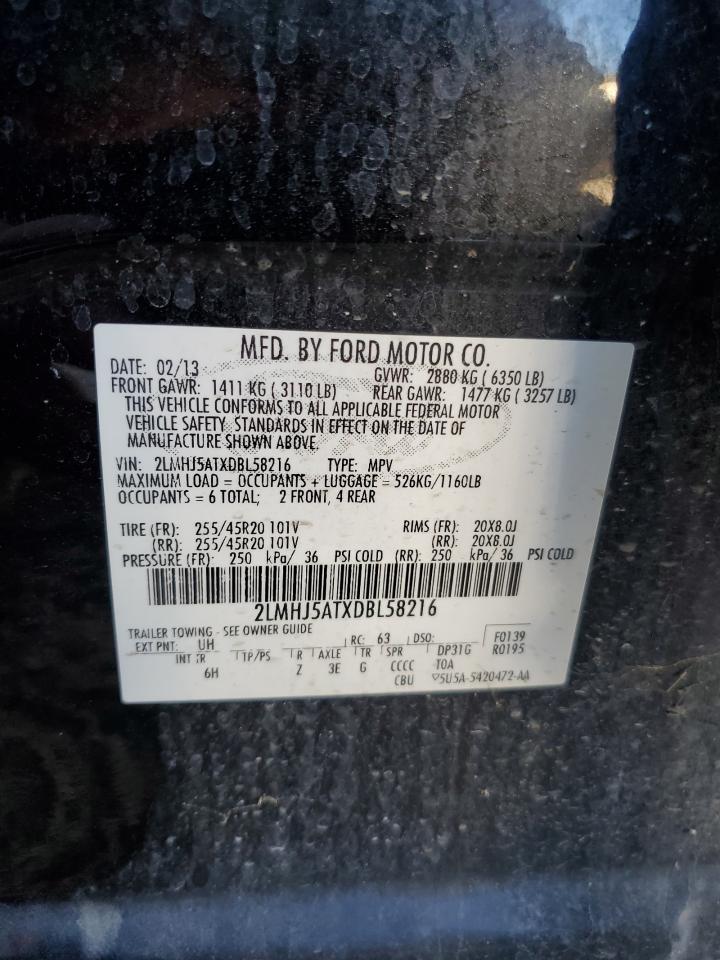 MFD. BY FORD MOTOR CO.
DATE: 02/13 GVWR: 2880 KG ( 6350 LB)
FRONT GAWR: 1411 KG ( 3110 LB) REAR GAWR: 1477 KG ( 3257 LB)
THIS VEHICLE CONFORMS TO ALL APPLICABLE FEDERAL MOTOR
VEHICLE SAFETY STANDARDS IN EFFECT ON THE DATE OF
MANUFACTURE SHOWN ABOVE.
VIN: 2LMHJ5ATXDBL58216 TYPE: MPV
MAXIMUM LOAD = OCCUPANTS + LUGGAGE = 526KG/1160LB
OCCUPANTS = 6 TOTAL; 2 FRONT, 4 REAR
TIRE (FR): 255/45R20 101V RIMS (FR): 20X8.0J
(RR): 255/45R20 101V (RR): 20X8.0J
PRESSURE (FR): 250 kPa/ 36 PSI COLD (RR): 250 kPa/ 36 PSI COLD
2LMHJ5ATXDBL58216
TRAILER TOWING - SEE OWNER GUIDE
EXT PNT: UH RC: 63 DSO: F0139
INT TR TP/PS R AXLE TR SPR DP31G R0195
6H Z 3E G CCCC TOA
CBU 5U5A-5420472-AA